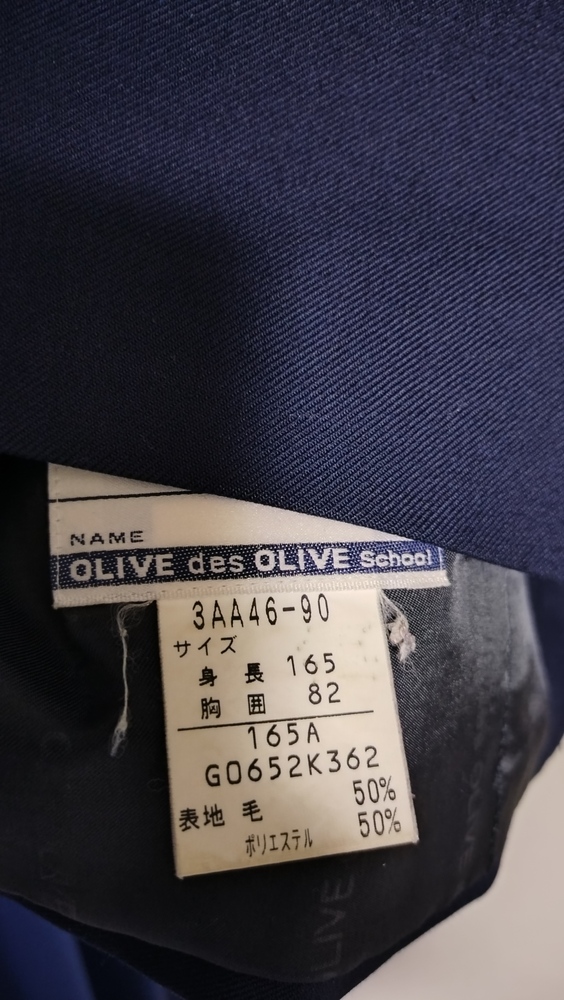 NAME
OLIVE des OLIVE School
3AA46-90
サイズ
身長 165
胸囲 82
165A
G0652K362
表地 毛 50%
ポリエステル 50%